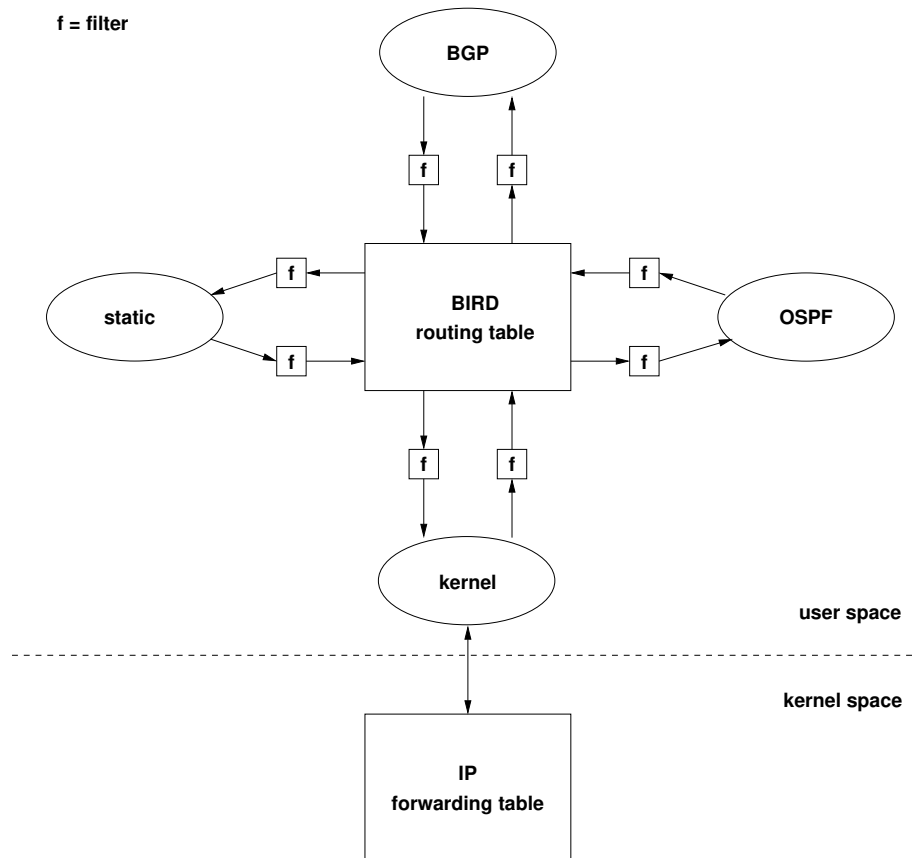 f = filter
BGP
f
f
f
f
BIRD
routing table
static
OSPF
f
f
f
f
kernel
user space
kernel space
IP
forwarding table